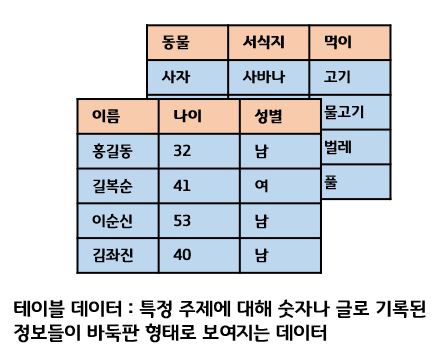 동물 서식지 먹이
사자 사바나 고기
물고기
벌레
풀
이름 나이 성별
홍길동 32 남
길복순 41 여
이순신 53 남
김좌진 40 남
테이블 데이터 : 특정 주제에 대해 숫자나 글로 기록된
정보들이 바둑판 형태로 보여지는 데이터